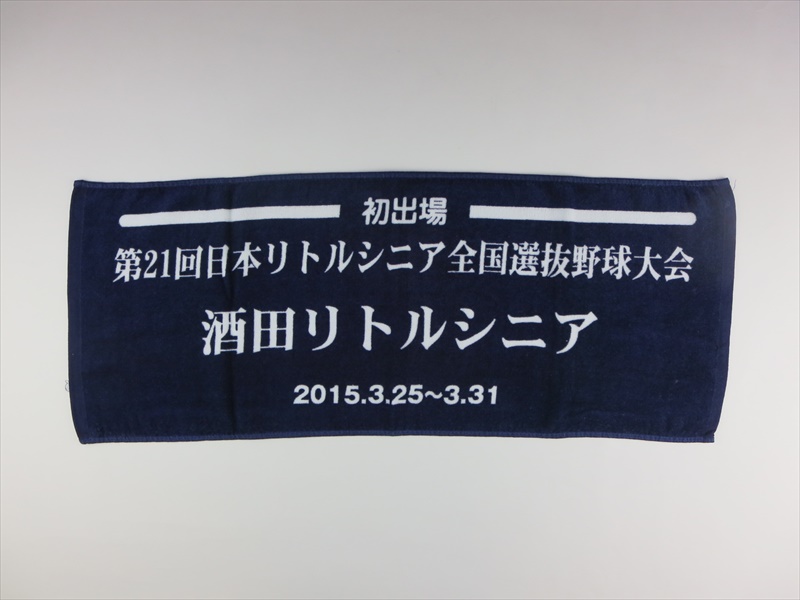 初出場
第21回日本リトルシニア全国選抜野球大会
酒田リトルシニア
2015.3.25～3.31